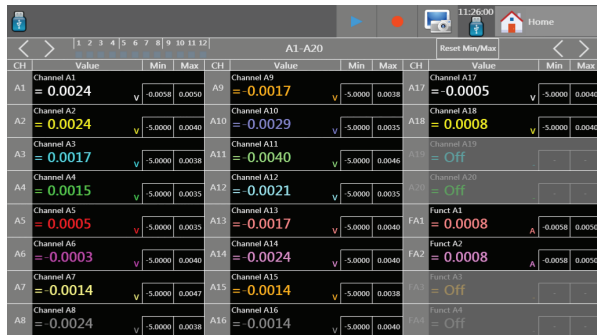 11:26:00
Home
1 2 3 4 5 6 7 8 9 10 11 12
A1-A20
Reset Min/Max
CH Value Min Max CH Value Min Max CH Value Min Max
Channel A1 Channel A9 Channel A17
A1 = 0.0024 V -0.0058 0.0050 A9 =-0.0017 V -5.0000 0.0038 A17 =-0.0005 V -5.0000 0.0040
Channel A2 Channel A10 Channel A18
A2 = 0.0024 V -5.0000 0.0040 A10 =-0.0029 V -5.0000 0.0035 A18 = 0.0008 V -5.0000 0.0040
Channel A3 Channel A11 Channel A19
A3 = 0.0017 V -5.0000 0.0038 A11 =-0.0040 V -5.0000 0.0046 A19 = Off - -
Channel A4 Channel A12 Channel A20
A4 = 0.0015 V -5.0000 0.0035 A12 =-0.0021 V -5.0000 0.0035 A20 = Off - -
Channel A5 Channel A13 Funct A1
A5 = 0.0005 V -5.0000 0.0035 A13 =-0.0017 V -5.0000 0.0040 FA1 = 0.0008 A -0.0058 0.0050
Channel A6 Channel A14 Funct A2
A6 =-0.0003 V -5.0000 0.0040 A14 =-0.0024 V -5.0000 0.0040 FA2 = 0.0008 A -0.0058 0.0050
Channel A7 Channel A15 Funct A3
A7 =-0.0014 V -5.0000 0.0047 A15 =-0.0014 V -5.0000 0.0038 FA3 = Off - -
Channel A8 Channel A16 Funct A4
A8 =-0.0024 V -5.0000 0.0038 A16 =-0.0014 V -5.0000 0.0040 FA4 = Off - -